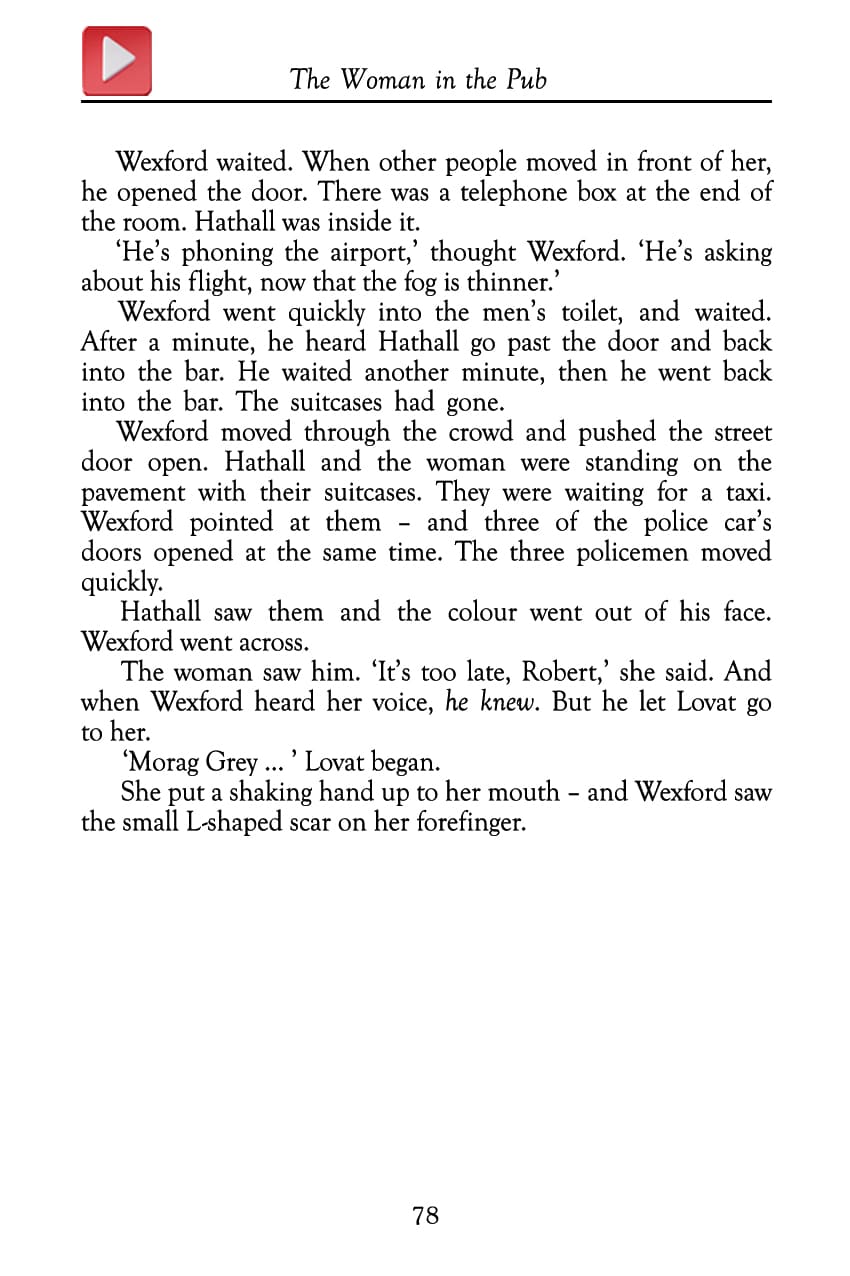 The Woman in the Pub
Wexford waited. When other people moved in front of her,
he opened the door. There was a telephone box at the end of
the room. Hathall was inside it.
‘He’s phoning the airport,’ thought Wexford. ‘He’s asking
about his flight, now that the fog is thinner.’
Wexford went quickly into the men’s toilet, and waited.
After a minute, he heard Hathall go past the door and back
into the bar. He waited another minute, then he went back
into the bar. The suitcases had gone.
Wexford moved through the crowd and pushed the street
door open. Hathall and the woman were standing on the
pavement with their suitcases. They were waiting for a taxi.
Wexford pointed at them – and three of the police car’s
doors opened at the same time. The three policemen moved
quickly.
Hathall saw them and the colour went out of his face.
Wexford went across.
The woman saw him. ‘It’s too late, Robert,’ she said. And
when Wexford heard her voice, he knew. But he let Lovat go
to her.
‘Morag Grey ... ’ Lovat began.
She put a shaking hand up to her mouth – and Wexford saw
the small L-shaped scar on her forefinger.
78